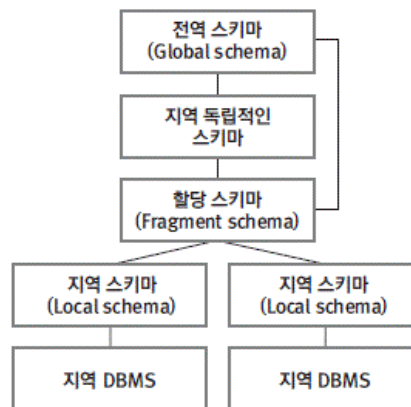 전역 스키마
(Global schema)
지역 독립적인
스키마
할당 스키마
(Fragment schema)
지역 스키마
(Local schema)
지역 스키마
(Local schema)
지역 DBMS
지역 DBMS